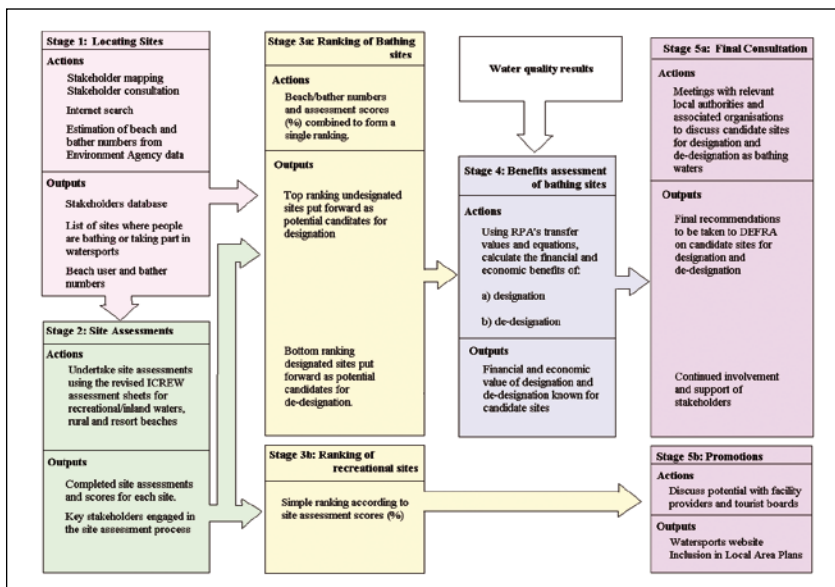 Stage 1: Locating Sites
Actions
Stakeholder mapping
Stakeholder consultation
Internet search
Estimation of beach and
bather numbers from
Environment Agency data
Outputs
Stakeholders database
List of sites where people
are bathing or taking part in
watersports
Beach user and bather
numbers
Stage 2: Site Assessments
Actions
Undertake site assessments
using the revised ICREW
assessment sheets for
recreational/inland waters,
rural and resort beaches
Outputs
Completed site assessments
and scores for each site.
Key stakeholders engaged in
the site assessment process
Stage 3a: Ranking of Bathing
sites
Actions
Beach/bather numbers
and assessment scores
(%) combined to form a
single ranking.
Outputs
Top ranking undesignated
sites put forward as
potential canditates for
designation
Bottom ranking
designated sites put
forward as potential
candidates for
de-designation.
Stage 3b: Ranking of
recreational sites
Simple ranking according to
site assessment scores (%)
Water quality results
Stage 4: Benefits assessment
of bathing sites
Actions
Using RPA's transfer
values and equations,
calculate the financial and
economic benefits of:
a) designation
b) de-designation
Outputs
Financial and economic
value of designation and
de-designation known for
candidate sites
Stage 5a: Final Consultation
Actions
Meetings with relevant
local authorities and
associated organisations
to discuss candidate sites
for designation and
de-designation as bathing
waters
Outputs
Final recommendations
to be taken to DEFRA
on candidate sites for
designation and
de-designation
Continued involvement
and support of
stakeholders
Stage 5b: Promotions
Actions
Discuss potential with facility
providers and tourist boards
Outputs
Watersports website
Inclusion in Local Area Plans